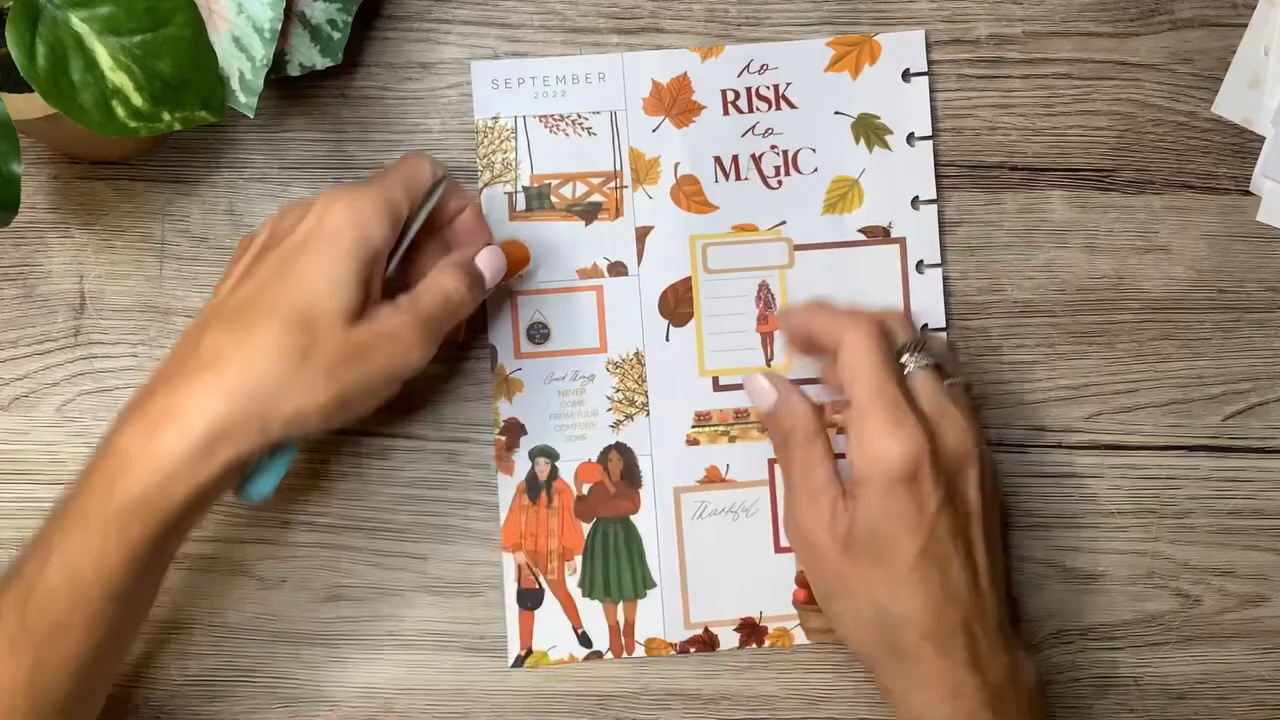 SEPTEMBER
2022
no
RISK
no
MAGIC
Good Things
NEVER
COME
FROM YOUR
COMFORT
ZONE
Thankful